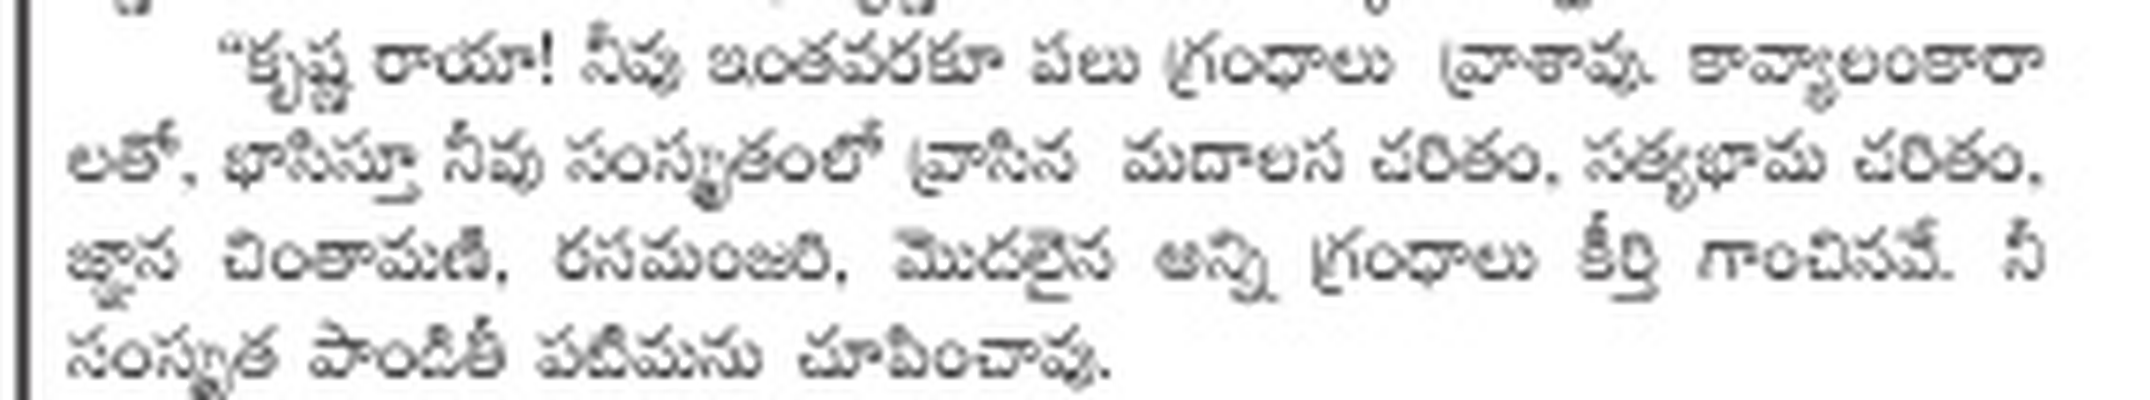 “కృష్ణ రాయా! నీవు ఇంతవరకూ పలు గ్రంధాలు వ్రాశావు. కావ్యాలంకారా
లతో, భాసిస్తూ నీవు సంస్కృతంలో వ్రాసిన మదాలస చరితం, సత్యభామ చరితం,
జ్ఞాన చింతామణి, రసమంజరి, మొదలైన అన్ని గ్రంధాలు కీర్తి గాంచినవే. నీ
సంస్కృత పాండితీ పటిమను చూపించావు.